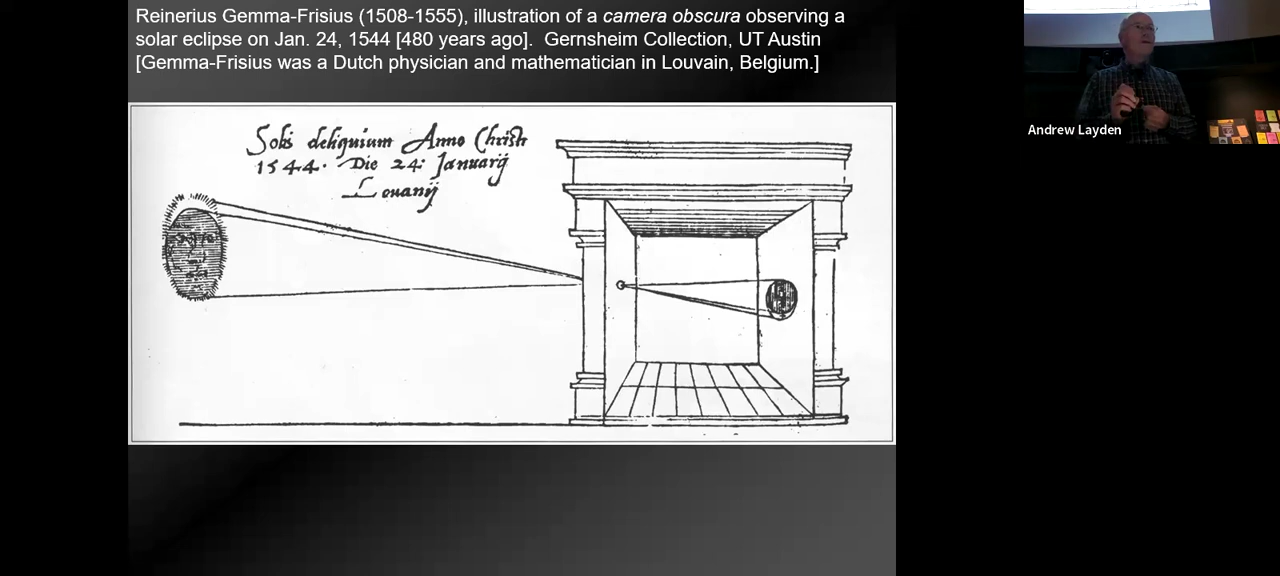 Reinerius Gemma-Frisius (1508-1555), illustration of a camera obscura observing a
solar eclipse on Jan. 24, 1544 [480 years ago].  Gernsheim Collection, UT Austin
[Gemma-Frisius was a Dutch physician and mathematician in Louvain, Belgium.]
Solis deliquium Anno Christi
1544. Die 24: Januarij
Louanij
Andrew Layden